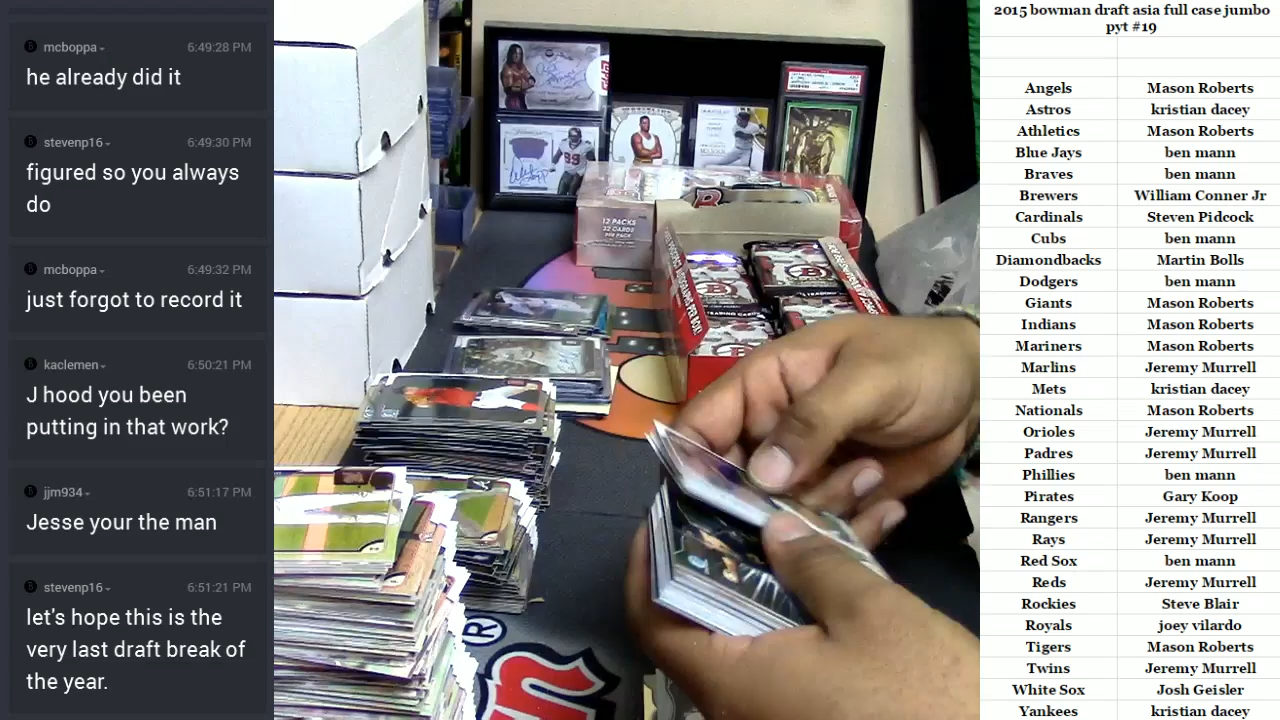 mcboppa
6:49:28 PM
he already did it
stevenp16
6:49:30 PM
figured so you always
do
mcboppa
6:49:32 PM
just forgot to record it
kaclemen
6:50:21 PM
J hood you been
putting in that work?
jjm934
6:51:17 PM
Jesse your the man
stevenp16
6:51:21 PM
let's hope this is the
very last draft break of
the year.
12 PACKS
32 CARDS
PER PACK
B
99
®
2015 bowman draft asia full case jumbo
pyt #19
Angels Mason Roberts
Astros kristian dacey
Athletics Mason Roberts
Blue Jays ben mann
Braves ben mann
Brewers William Conner Jr
Cardinals Steven Pidcock
Cubs ben mann
Diamondbacks Martin Bolls
Dodgers ben mann
Giants Mason Roberts
Indians Mason Roberts
Mariners Mason Roberts
Marlins Jeremy Murrell
Mets kristian dacey
Nationals Mason Roberts
Orioles Jeremy Murrell
Padres Jeremy Murrell
Phillies ben mann
Pirates Gary Koop
Rangers Jeremy Murrell
Rays Jeremy Murrell
Red Sox ben mann
Reds Jeremy Murrell
Rockies Steve Blair
Royals joey vilardo
Tigers Mason Roberts
Twins Jeremy Murrell
White Sox Josh Geisler
Yankees kristian dacey